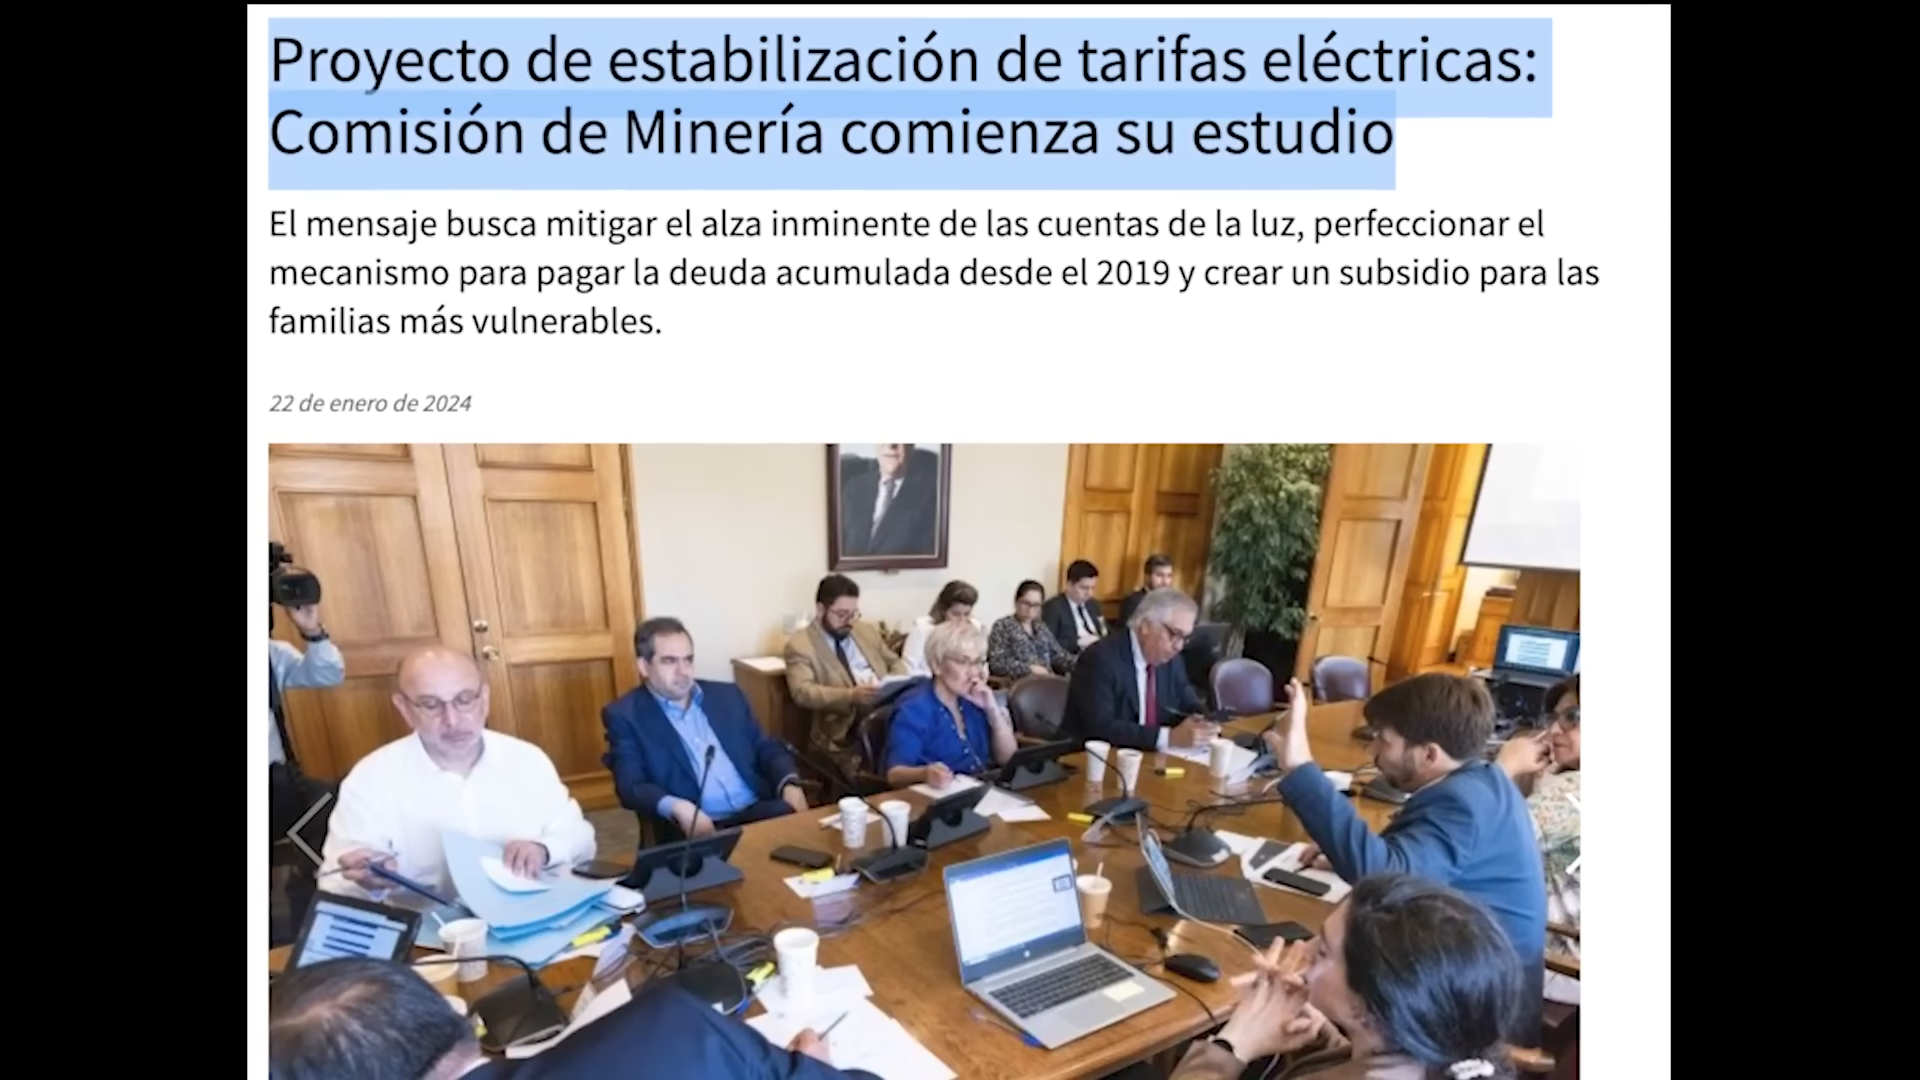 Proyecto de estabilización de tarifas eléctricas:
Comisión de Minería comienza su estudio
El mensaje busca mitigar el alza inminente de las cuentas de la luz, perfeccionar el
mecanismo para pagar la deuda acumulada desde el 2019 y crear un subsidio para las
familias más vulnerables.
22 de enero de 2024